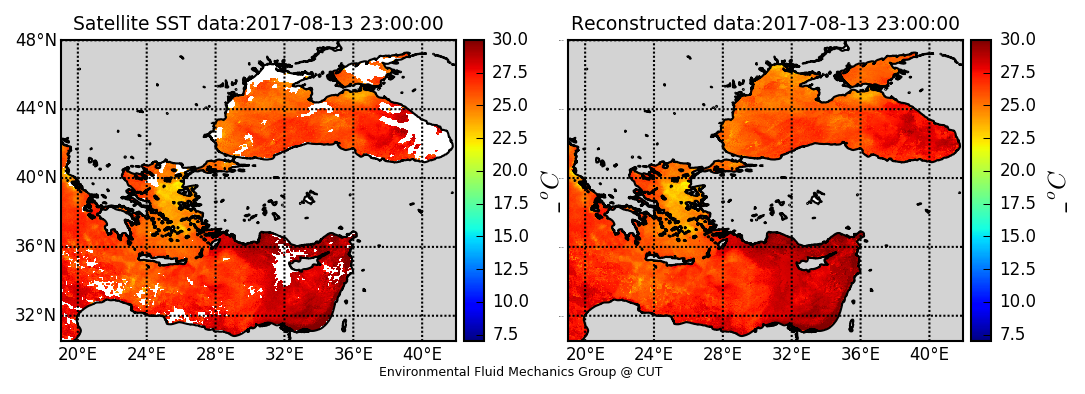 Satellite SST data:2017-08-13 23:00:00
48°N
44°N
40°N
36°N
32°N
20°E 24°E 28°E 32°E 36°E 40°E
30.0
27.5
25.0
22.5
20.0
17.5
15.0
12.5
10.0
7.5
_ °C
Reconstructed data:2017-08-13 23:00:00
20°E 24°E 28°E 32°E 36°E 40°E
30.0
27.5
25.0
22.5
20.0
17.5
15.0
12.5
10.0
7.5
_ °C
Environmental Fluid Mechanics Group @ CUT